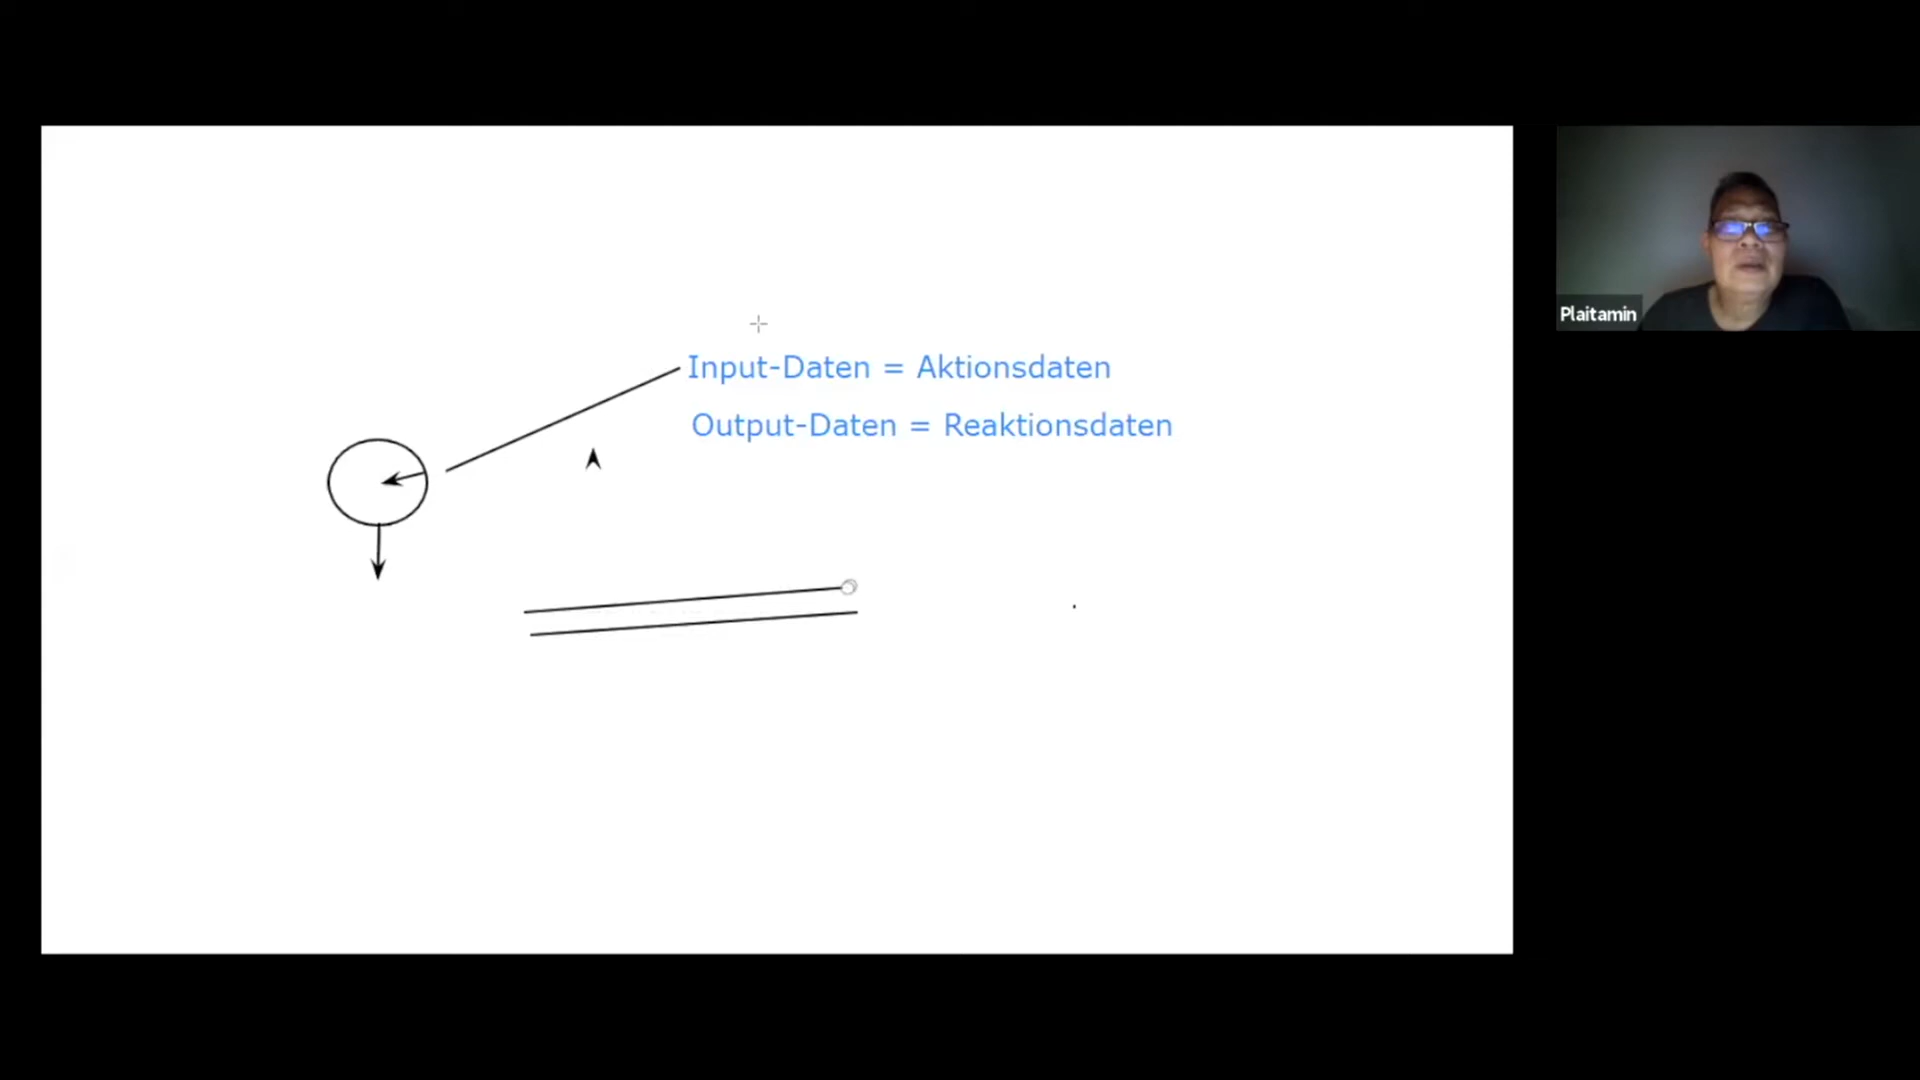 Input-Daten = Aktionsdaten
Output-Daten = Reaktionsdaten
Plaitamin